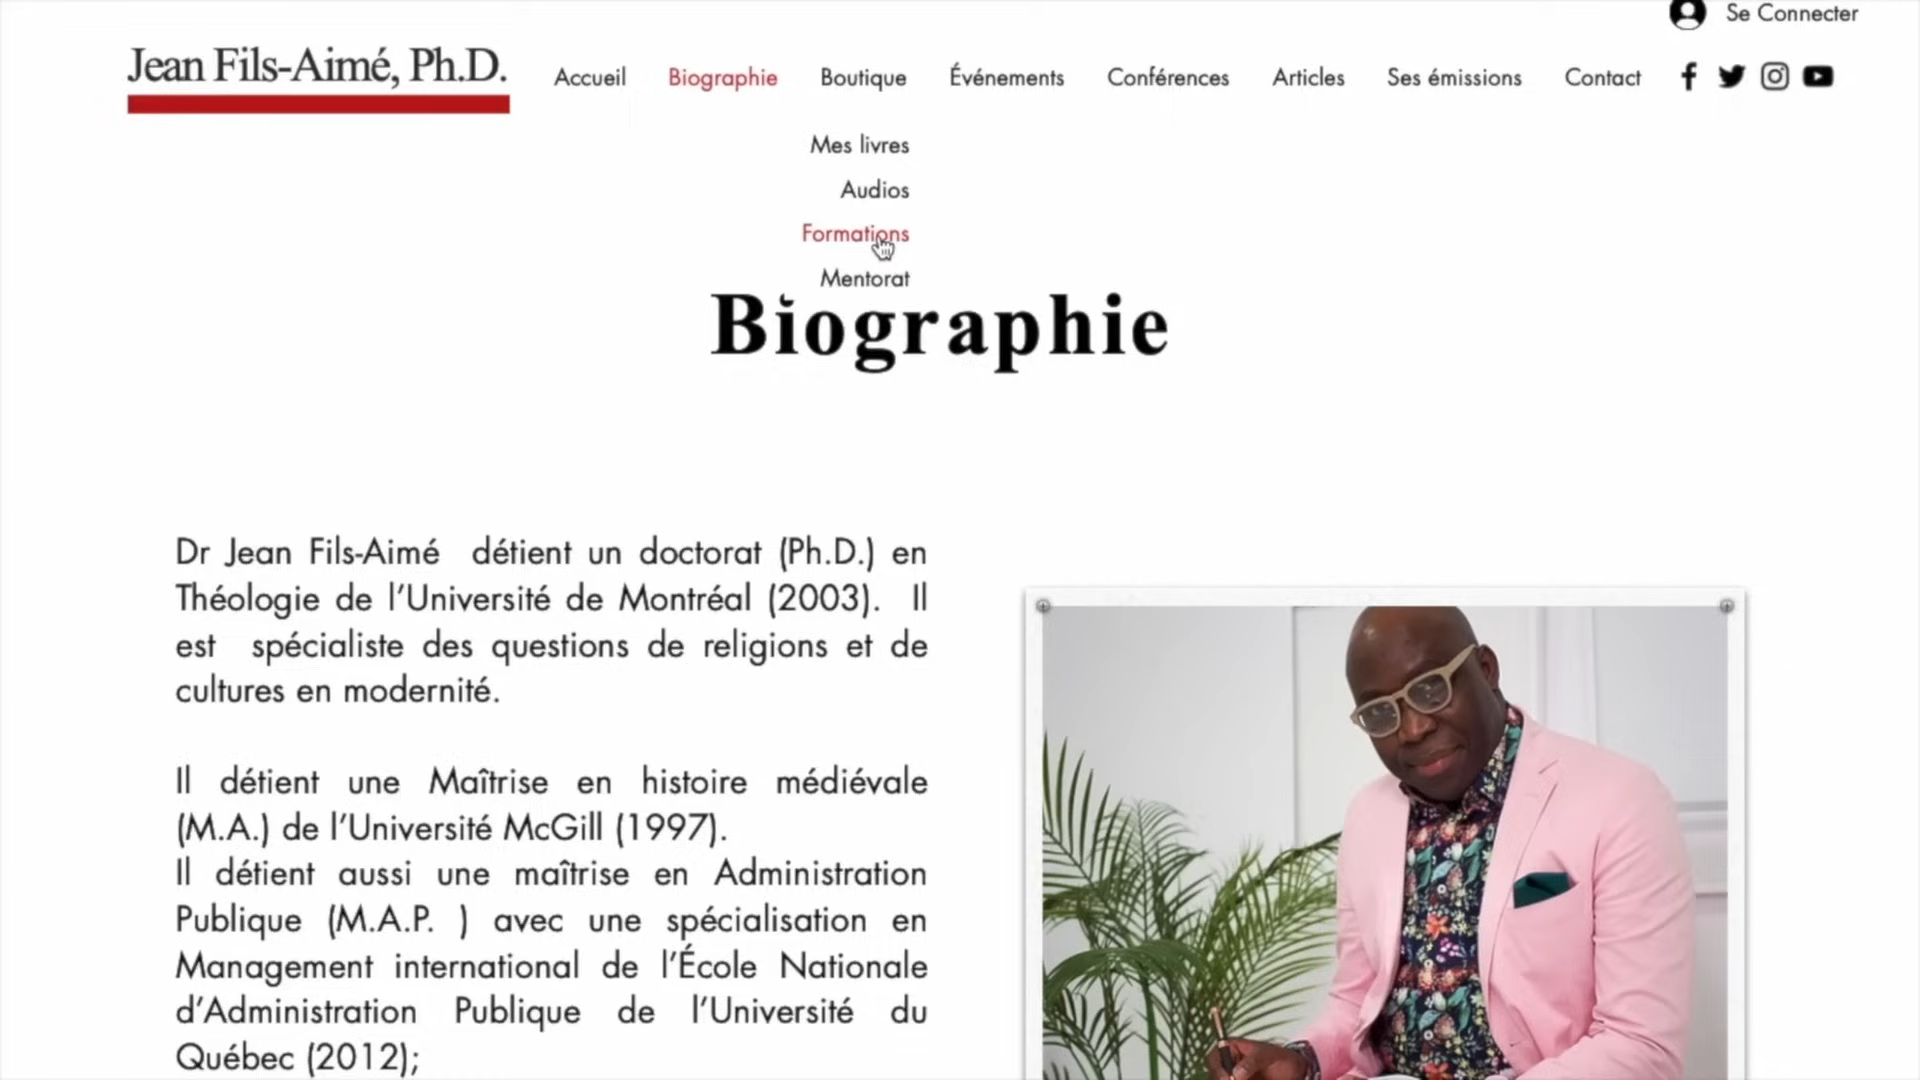 Se Connecter
Jean Fils-Aimé, Ph.D.
Accueil Biographie Boutique Événements Conférences Articles Ses émissions Contact
Mes livres
Audios
Formations
Mentorat
Biographie
Dr Jean Fils-Aimé détient un doctorat (Ph.D.) en
Théologie de l’Université de Montréal (2003). Il
est spécialiste des questions de religions et de
cultures en modernité.
Il détient une Maîtrise en histoire médiévale
(M.A.) de l’Université McGill (1997).
Il détient aussi une maîtrise en Administration
Publique (M.A.P. ) avec une spécialisation en
Management international de l’École Nationale
d’Administration Publique de l’Université du
Québec (2012);